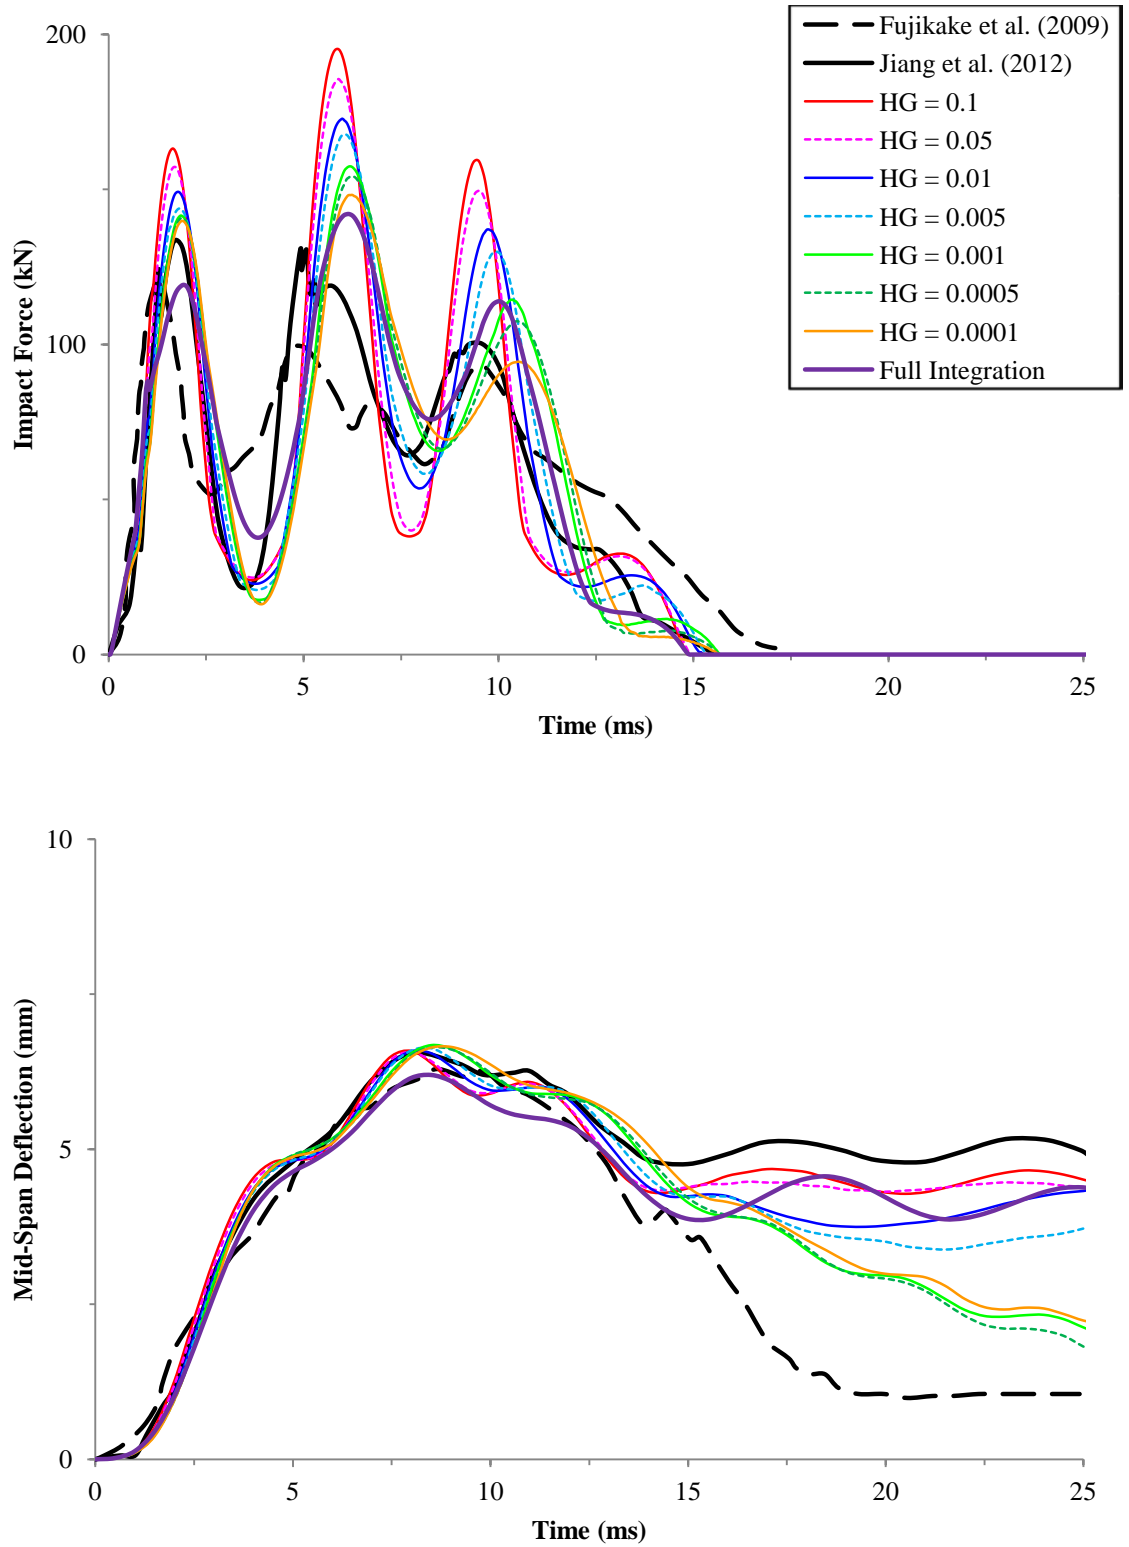 Fujikake et al. (2009)
Jiang et al. (2012)
HG = 0.1
HG = 0.05
HG = 0.01
HG = 0.005
HG = 0.001
HG = 0.0005
HG = 0.0001
Full Integration
Impact Force (kN)
200
100
0
0 5 10 15 20 25
Time (ms)
Mid-Span Deflection (mm)
10
5
0
0 5 10 15 20 25
Time (ms)